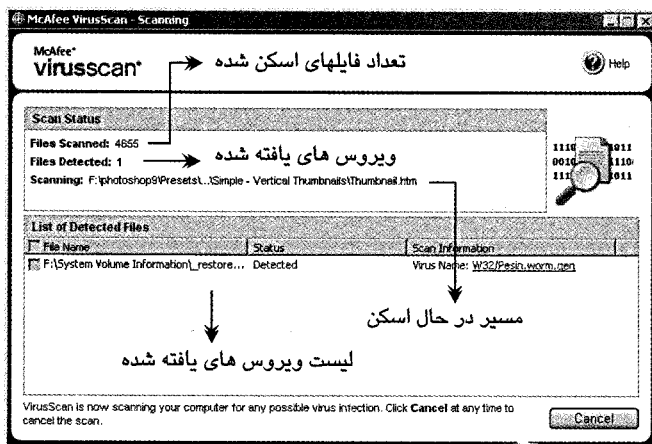 McAfee VirusScan - Scanning
McAfee®
virusscan®
تعداد فایلهای اسکن شده
Help
Scan Status
Files Scanned: 4655
Files Detected: 1
ویروس های یافته شده
Scanning: F:\photoshop9\Presets\...\Simple - Vertical Thumbnails\Thumbnail.htm
List of Detected Files
File Name
Status
Scan Information
F:\System Volume Information\_restore...
Detected
Virus Name: W32/Pesin.worm.gen
مسیر در حال اسکن
لیست ویروس های یافته شده
VirusScan is now scanning your computer for any possible virus infection. Click Cancel at any time to
cancel the scan.
Cancel